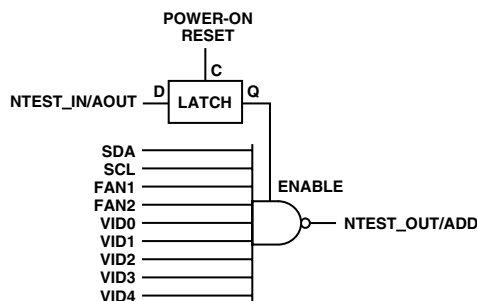 POWER-ON
RESET
C
D
Q
NTEST_IN/AOUT
LATCH
SDA
SCL
FAN1
ENABLE
FAN2
VID0
NTEST_OUT/ADD
VID1
VID2
VID3
VID4